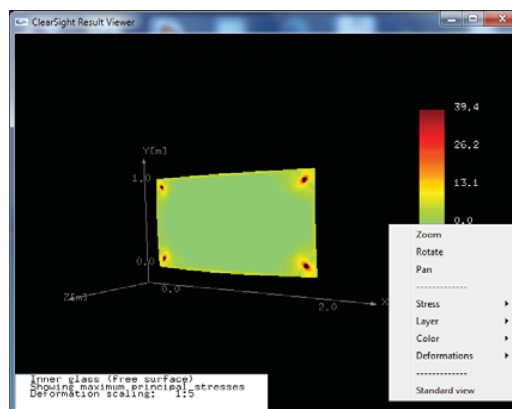 ClearSight Result Viewer
39.4
26.2
13.1
0.0
Y[m]
1.0
0.0
Z[m]
0.0
2.0
X
Zoom
Rotate
Pan
-------------
Stress
Layer
Color
Deformations
-------------
Standard view
Inner glass (Free surface)
Showing maximum principal stresses
Deformation scaling: 1:5